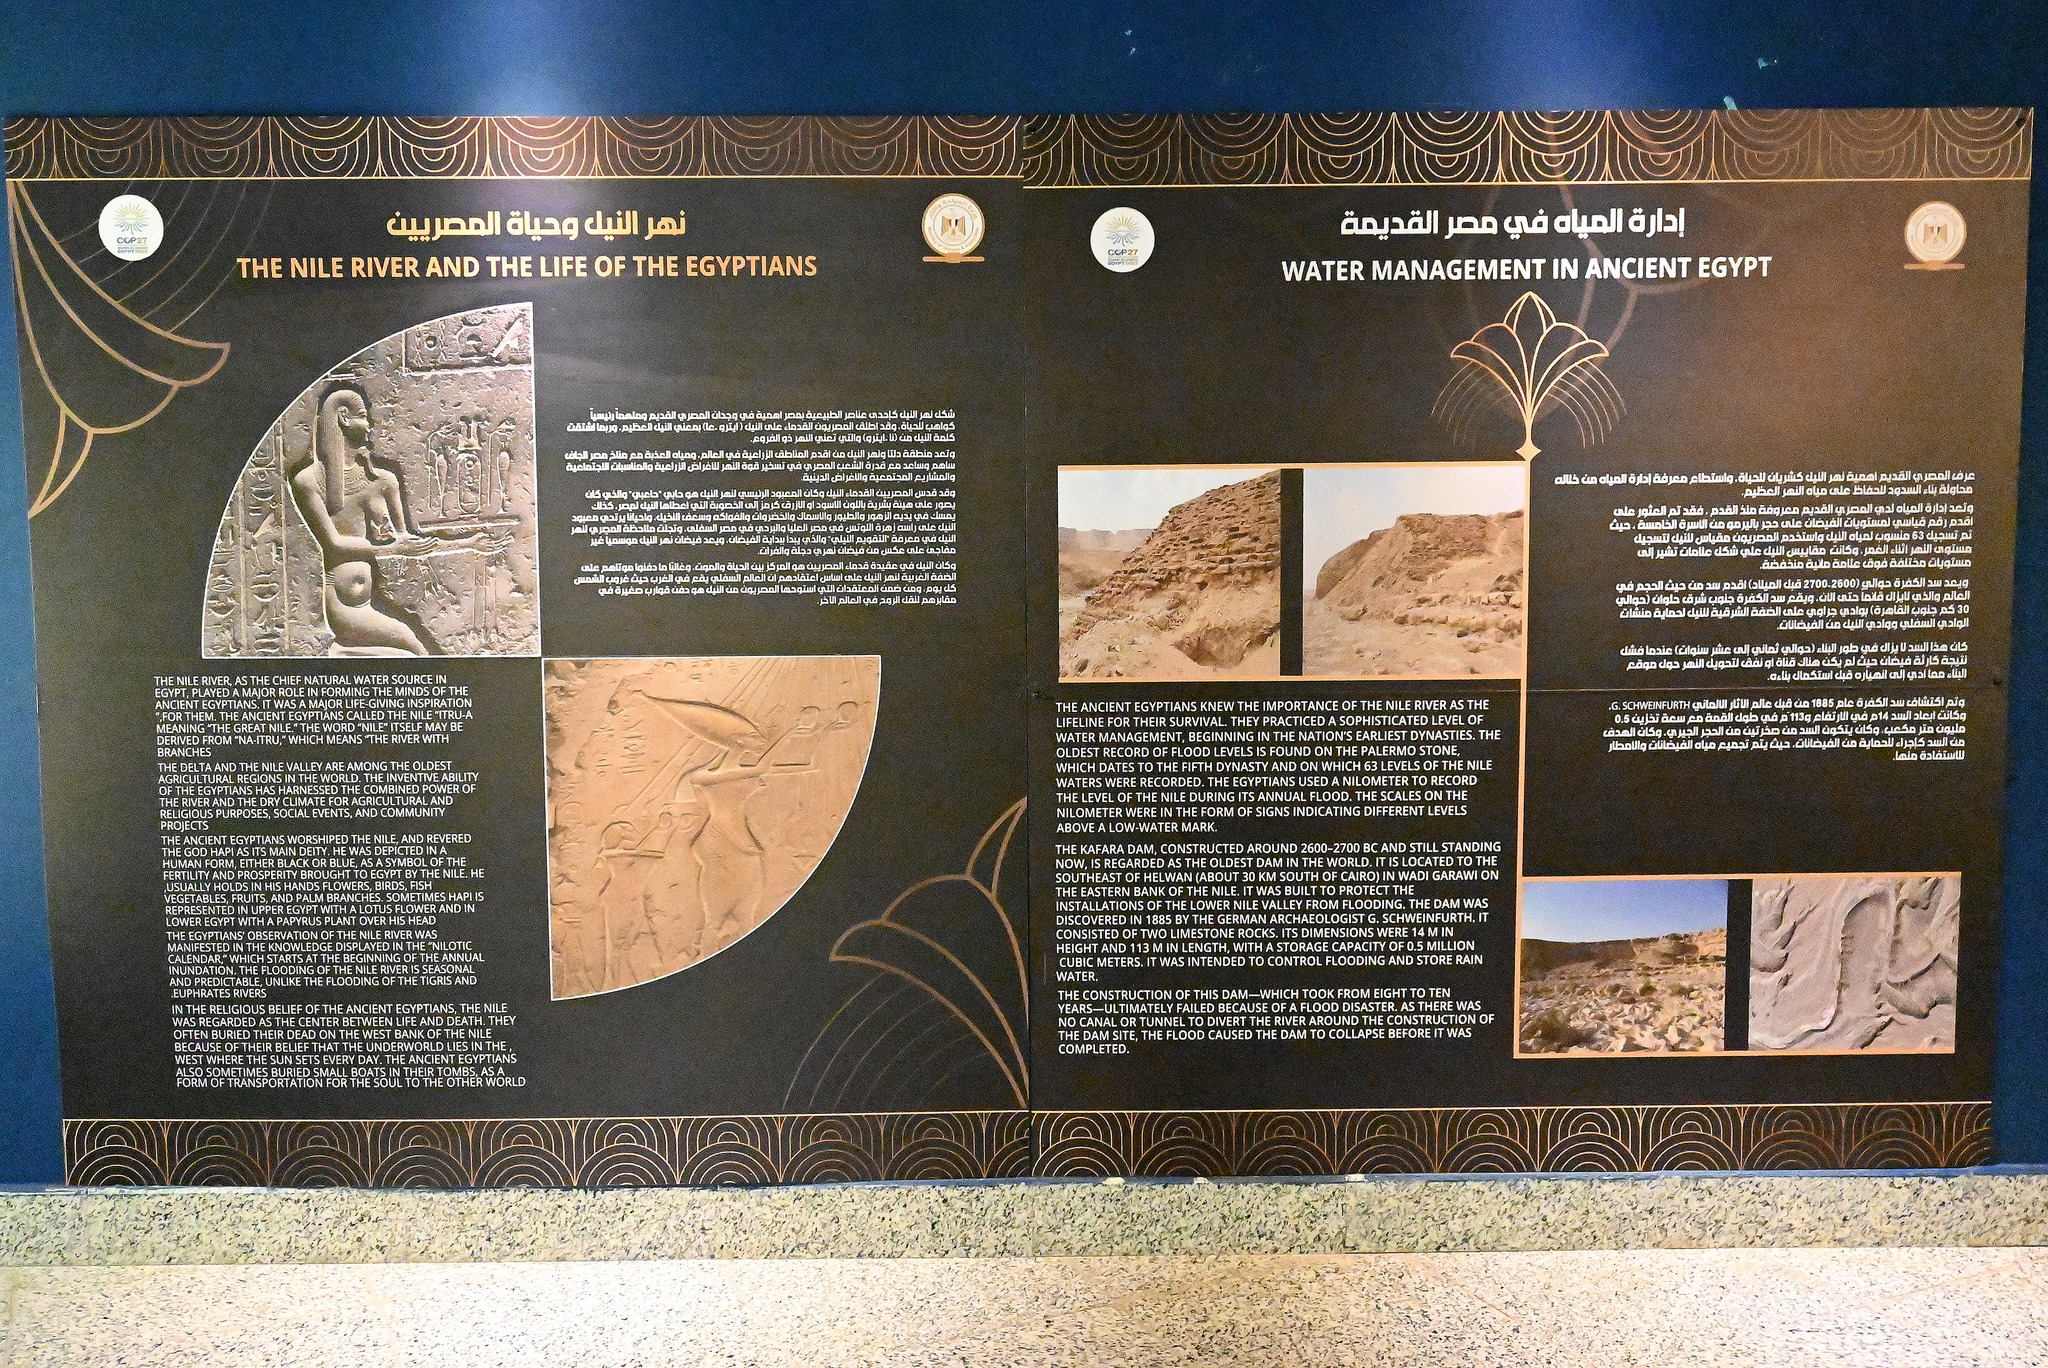 COP27
نهر النيل وحياة المصريين
THE NILE RIVER AND THE LIFE OF THE EGYPTIANS
شكل نهر النيل كإحدى عناصر الطبيعية بمصر اهمية في وجدان المصري القديم وملهماً رئيسياً
كواهب للحياة. وقد اطلق المصريون القدماء على النيل ( ايترو -عا) بمعني النيل العظيم. وربما اشتقت
كلمة النيل من (نا -ايترو) والتي تعني النهر ذو الفروع.
وتعد منطقة دلتا ونهر النيل من اقدم المناطق الزراعية في العالم. ومياه العذبة مع مناخ مصر الجاف
ساهم وساعد مع قدرة الشعب المصري في تسخير قوة النهر للأغراض الزراعية والمناسبات الاجتماعية
والمشاريع المجتمعية والأغراض الدينية.
وقد قدس المصريين القدماء النيل وكان المعبود الرئيسي لنهر النيل هو حابي "حاعبي" والذي كان
يصور على هيئة بشرية باللون الأسود او الأزرق كرمز إلى الخصوبة التي اعطاها النيل لمصر. كذلك
يمسك في يديه الزهور والطيور والأسماك والخضروات والفواكه وسعف النخيل. واحيانا يرتدي معبود
النيل على راسه زهرة اللوتس في مصر العليا والبردي في مصر السفلي. وتجلت ملاحظة المصري لنهر
النيل في معرفة "التقويم النيلي" والذي يبدا ببداية الفيضان. ويعد فيضان نهر النيل موسمياً غير
مفاجئ على عكس من فيضان نهري دجلة والفرات.
وكان النيل في عقيدة قدماء المصريين هو المركز بين الحياة والموت. وغالبا ما دفنوا موتاهم على
الضفة الغربية لنهر النيل على اساس اعتقادهم ان العالم السفلي يقع في الغرب حيث غروب الشمس
كل يوم. ومن ضمن المعتقدات التي استوحها المصريون من النيل هو دفن قوارب صغيرة في
مقابرهم لنقل الروح في العالم الآخر.
THE NILE RIVER, AS THE CHIEF NATURAL WATER SOURCE IN
EGYPT, PLAYED A MAJOR ROLE IN FORMING THE MINDS OF THE
ANCIENT EGYPTIANS. IT WAS A MAJOR LIFE-GIVING INSPIRATION
",FOR THEM. THE ANCIENT EGYPTIANS CALLED THE NILE "ITRU-A
MEANING "THE GREAT NILE." THE WORD "NILE" ITSELF MAY BE
DERIVED FROM "NA-ITRU," WHICH MEANS "THE RIVER WITH
BRANCHES
THE DELTA AND THE NILE VALLEY ARE AMONG THE OLDEST
AGRICULTURAL REGIONS IN THE WORLD. THE INVENTIVE ABILITY
OF THE EGYPTIANS HAS HARNESSED THE COMBINED POWER OF
THE RIVER AND THE DRY CLIMATE FOR AGRICULTURAL AND
RELIGIOUS PURPOSES, SOCIAL EVENTS, AND COMMUNITY
PROJECTS
THE ANCIENT EGYPTIANS WORSHIPED THE NILE, AND REVERED
THE GOD HAPI AS ITS MAIN DEITY. HE WAS DEPICTED IN A
HUMAN FORM, EITHER BLACK OR BLUE, AS A SYMBOL OF THE
FERTILITY AND PROSPERITY BROUGHT TO EGYPT BY THE NILE. HE
,USUALLY HOLDS IN HIS HANDS FLOWERS, BIRDS, FISH
VEGETABLES, FRUITS, AND PALM BRANCHES. SOMETIMES HAPI IS
REPRESENTED IN UPPER EGYPT WITH A LOTUS FLOWER AND IN
LOWER EGYPT WITH A PAPYRUS PLANT OVER HIS HEAD
THE EGYPTIANS' OBSERVATION OF THE NILE RIVER WAS
MANIFESTED IN THE KNOWLEDGE DISPLAYED IN THE "NILOTIC
CALENDAR," WHICH STARTS AT THE BEGINNING OF THE ANNUAL
INUNDATION. THE FLOODING OF THE NILE RIVER IS SEASONAL
AND PREDICTABLE, UNLIKE THE FLOODING OF THE TIGRIS AND
.EUPHRATES RIVERS
IN THE RELIGIOUS BELIEF OF THE ANCIENT EGYPTIANS, THE NILE
WAS REGARDED AS THE CENTER BETWEEN LIFE AND DEATH. THEY
OFTEN BURIED THEIR DEAD ON THE WEST BANK OF THE NILE
BECAUSE OF THEIR BELIEF THAT THE UNDERWORLD LIES IN THE ,
WEST WHERE THE SUN SETS EVERY DAY. THE ANCIENT EGYPTIANS
ALSO SOMETIMES BURIED SMALL BOATS IN THEIR TOMBS, AS A
FORM OF TRANSPORTATION FOR THE SOUL TO THE OTHER WORLD
COP27
إدارة المياه في مصر القديمة
WATER MANAGEMENT IN ANCIENT EGYPT
عرف المصري القديم اهمية نهر النيل كشريان للحياة. واستطاع معرفة إدارة المياه من خلاله
محاولة بناء السدود للحفاظ على مياه النهر العظيم.
وتعد إدارة المياه لدي المصري القديم معروفة منذ القدم . فقد تم العثور على
اقدم رقم قياسي لمستويات الفيضان على حجر باليرمو من الأسرة الخامسة . حيث
تم تسجيل 63 منسوب لمياه النيل واستخدم المصريون مقياس للنيل لتسجيل
مستوى النهر أثناء الغمر. وكانت مقاييس النيل علي شكل علامات تشير إلى
مستويات مختلفة فوق علامة مائية منخفضة.
ويعد سد الكفرة حوالي (2600-2700 قبل الميلاد) اقدم سد من حيث الحجم في
العالم والذي لايزال قائما حتى الآن. ويقع سد الكفرة جنوب شرق حلوان (حوالي
30 كم جنوب القاهرة) بوادي جراوي على الضفة الشرقية للنيل لحماية منشات
الوادي السفلي ووادي النيل من الفيضانات.
كان هذا السد لا يزال في طور البناء (حوالي ثماني إلى عشر سنوات) عندما فشل
نتيجة كارثة فيضان حيث لم يكن هناك قناة او نفق لتحويل النهر حول موقع
البناء مما ادي إلى انهياره قبل استكمال بناءه.
وتم اكتشاف سد الكفرة عام 1885 من قبل عالم الآثار الألماني G. SCHWEINFURTH.
وكانت ابعاد السد 14م في الارتفاع و113م في طول القمة مع سعة تخزين 0.5
مليون متر مكعب. وكان يتكون السد من صخرتين من الحجر الجيري. وكان الهدف
من السد كإجراء للحماية من الفيضانات. حيث يتم تجميع مياه الفيضانات والامطار
للاستفادة منها.
THE ANCIENT EGYPTIANS KNEW THE IMPORTANCE OF THE NILE RIVER AS THE
LIFELINE FOR THEIR SURVIVAL. THEY PRACTICED A SOPHISTICATED LEVEL OF
WATER MANAGEMENT, BEGINNING IN THE NATION'S EARLIEST DYNASTIES. THE
OLDEST RECORD OF FLOOD LEVELS IS FOUND ON THE PALERMO STONE,
WHICH DATES TO THE FIFTH DYNASTY AND ON WHICH 63 LEVELS OF THE NILE
WATERS WERE RECORDED. THE EGYPTIANS USED A NILOMETER TO RECORD
THE LEVEL OF THE NILE DURING ITS ANNUAL FLOOD. THE SCALES ON THE
NILOMETER WERE IN THE FORM OF SIGNS INDICATING DIFFERENT LEVELS
ABOVE A LOW-WATER MARK.
THE KAFARA DAM, CONSTRUCTED AROUND 2600–2700 BC AND STILL STANDING
NOW, IS REGARDED AS THE OLDEST DAM IN THE WORLD. IT IS LOCATED TO THE
SOUTHEAST OF HELWAN (ABOUT 30 KM SOUTH OF CAIRO) IN WADI GARAWI ON
THE EASTERN BANK OF THE NILE. IT WAS BUILT TO PROTECT THE
INSTALLATIONS OF THE LOWER NILE VALLEY FROM FLOODING. THE DAM WAS
DISCOVERED IN 1885 BY THE GERMAN ARCHAEOLOGIST G. SCHWEINFURTH. IT
CONSISTED OF TWO LIMESTONE ROCKS. ITS DIMENSIONS WERE 14 M IN
HEIGHT AND 113 M IN LENGTH, WITH A STORAGE CAPACITY OF 0.5 MILLION
CUBIC METERS. IT WAS INTENDED TO CONTROL FLOODING AND STORE RAIN
WATER.
THE CONSTRUCTION OF THIS DAM—WHICH TOOK FROM EIGHT TO TEN
YEARS—ULTIMATELY FAILED BECAUSE OF A FLOOD DISASTER. AS THERE WAS
NO CANAL OR TUNNEL TO DIVERT THE RIVER AROUND THE CONSTRUCTION OF
THE DAM SITE, THE FLOOD CAUSED THE DAM TO COLLAPSE BEFORE IT WAS
COMPLETED.